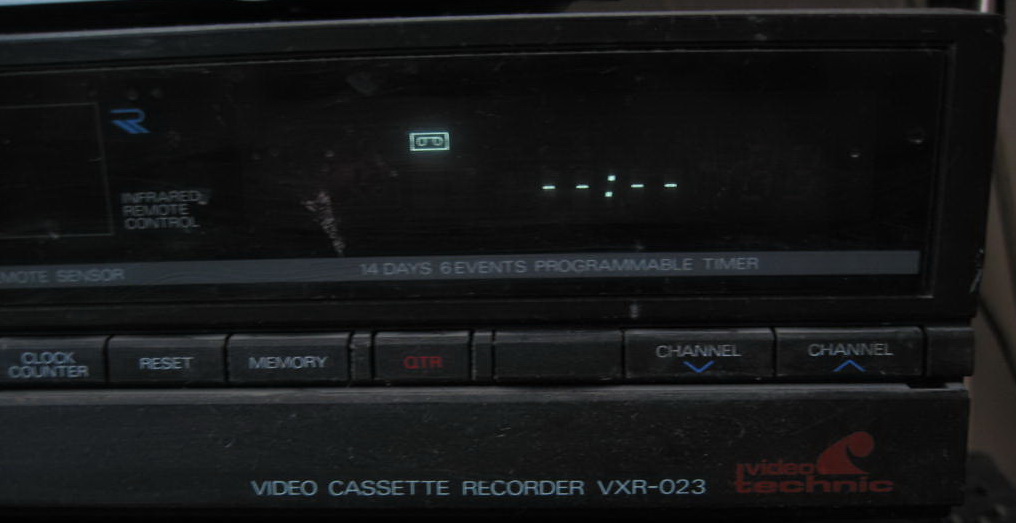 R
INFRARED
REMOTE
CONTROL
--:--
MOTE SENSOR
14 DAYS 6 EVENTS PROGRAMMABLE TIMER
CLOCK
COUNTER
RESET
MEMORY
QTR
CHANNEL
CHANNEL
video
technic
VIDEO CASSETTE RECORDER VXR-023